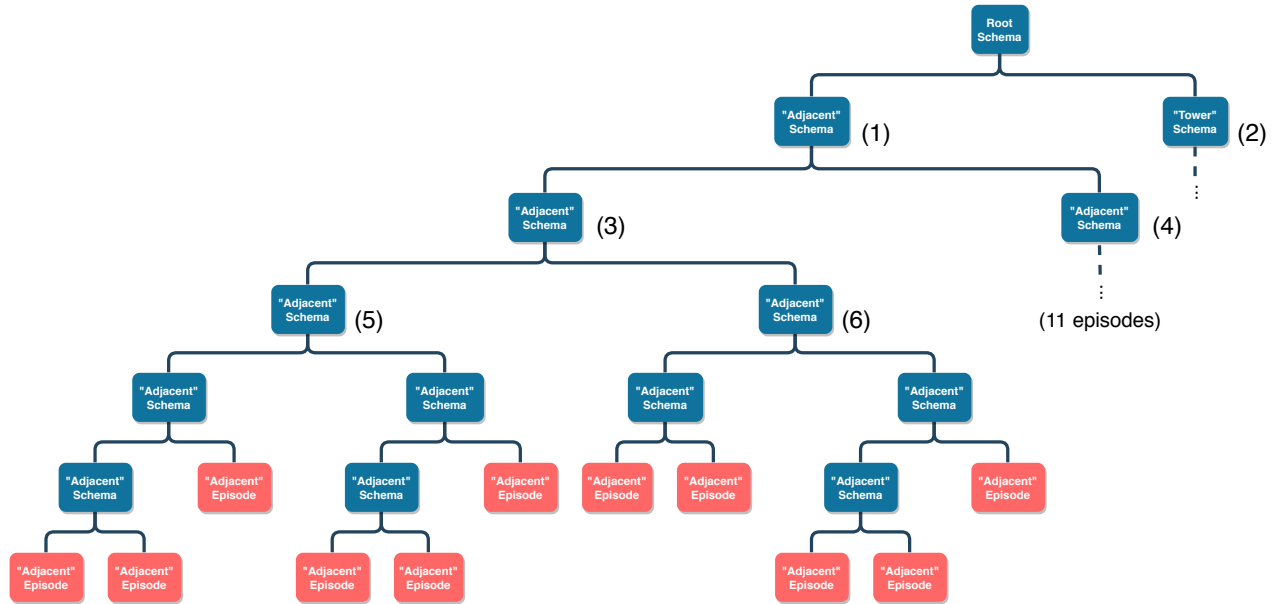 Root
Schema
"Adjacent"
Schema
(1)
"Tower"
Schema
(2)
⋮
"Adjacent"
Schema
(3)
"Adjacent"
Schema
(4)
⋮
(11 episodes)
"Adjacent"
Schema
(5)
"Adjacent"
Schema
(6)
"Adjacent"
Schema
"Adjacent"
Schema
"Adjacent"
Schema
"Adjacent"
Schema
"Adjacent"
Schema
"Adjacent"
Episode
"Adjacent"
Schema
"Adjacent"
Episode
"Adjacent"
Episode
"Adjacent"
Episode
"Adjacent"
Schema
"Adjacent"
Episode
"Adjacent"
Episode
"Adjacent"
Episode
"Adjacent"
Episode
"Adjacent"
Episode
"Adjacent"
Episode
"Adjacent"
Episode